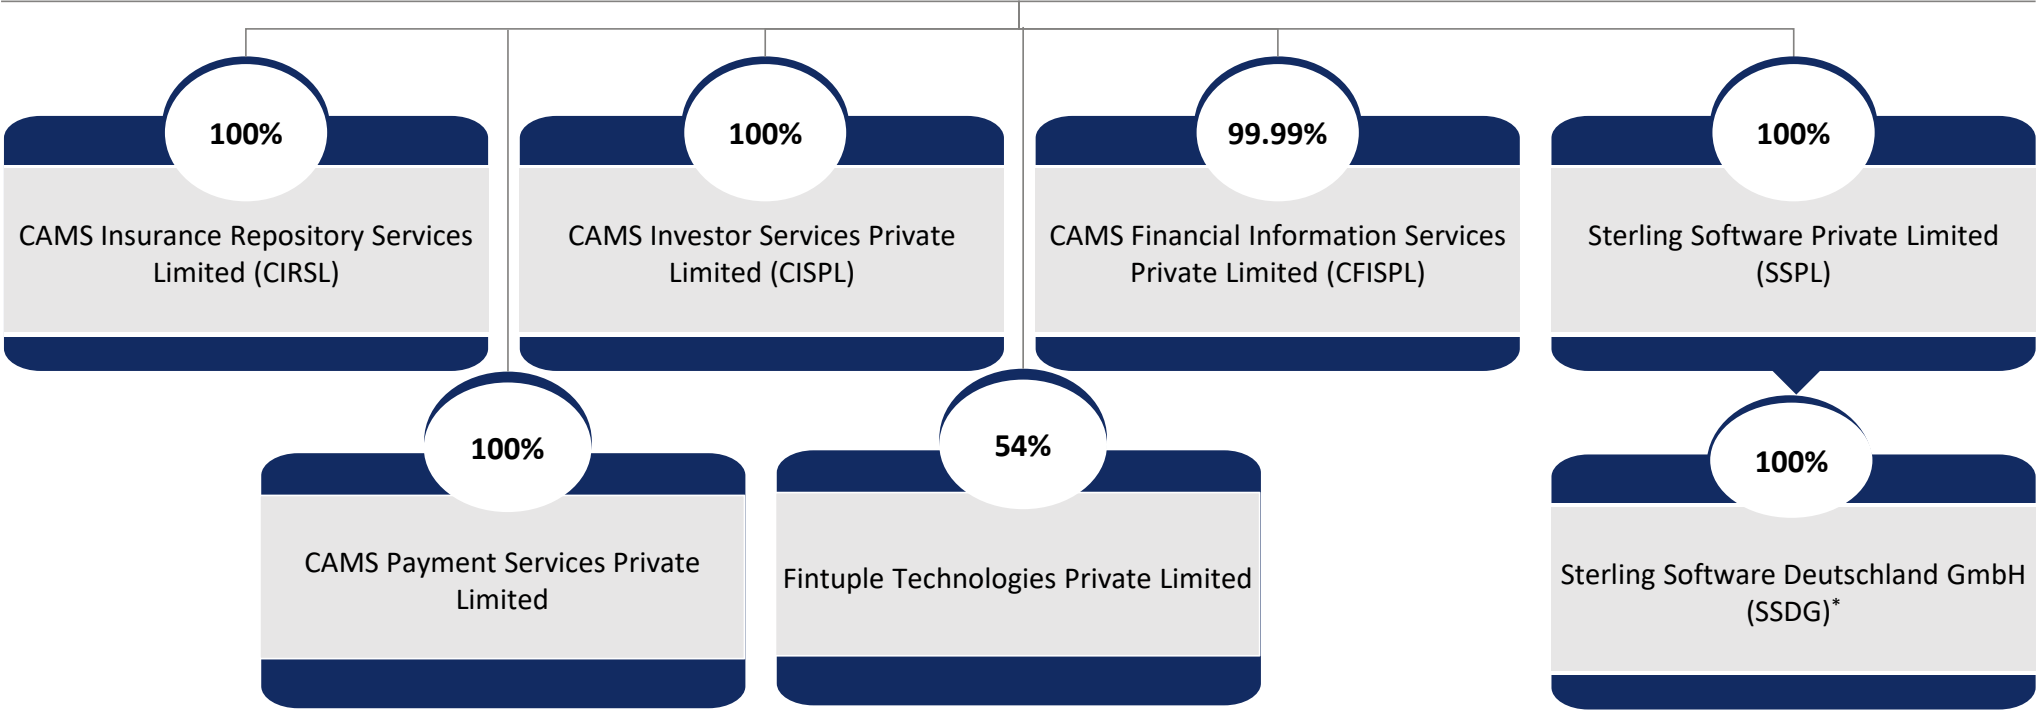 100%
CAMS Insurance Repository Services
Limited (CIRSL)
100%
CAMS Investor Services Private
Limited (CISPL)
99.99%
CAMS Financial Information Services
Private Limited (CFISPL)
100%
Sterling Software Private Limited
(SSPL)
100%
CAMS Payment Services Private
Limited
54%
Fintuple Technologies Private Limited
100%
Sterling Software Deutschland GmbH
(SSDG)*